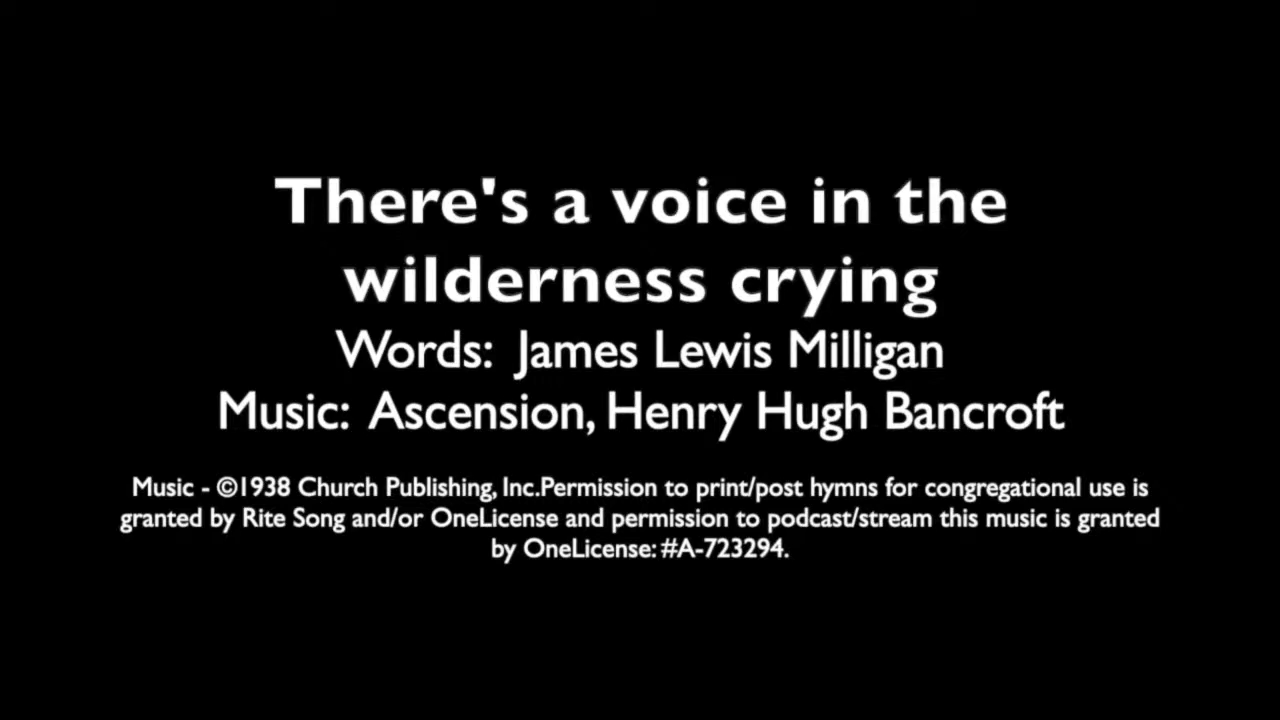 There's a voice in the
wilderness crying
Words: James Lewis Milligan
Music: Ascension, Henry Hugh Bancroft
Music - ©1938 Church Publishing, Inc.Permission to print/post hymns for congregational use is
granted by Rite Song and/or OneLicense and permission to podcast/stream this music is granted
by OneLicense: #A-723294.